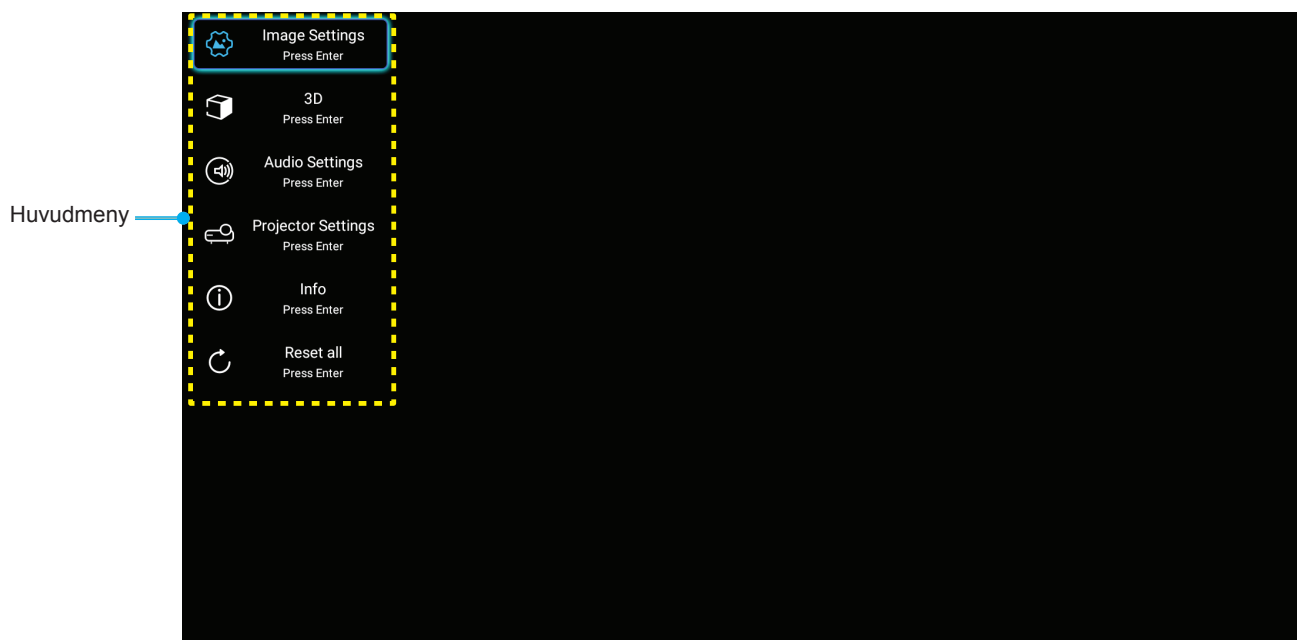 Image Settings
Press Enter
3D
Press Enter
Audio Settings
Press Enter
Huvudmeny
Projector Settings
Press Enter
Info
Press Enter
Reset all
Press Enter